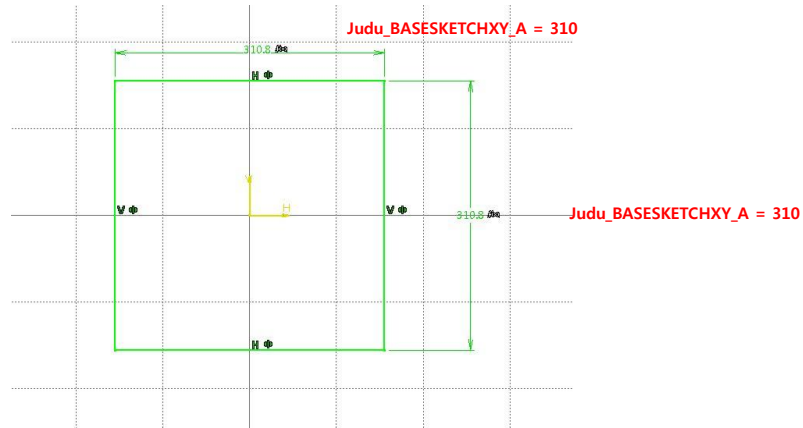 Judu_BASESKETCHXY_A = 310
310.8 f(x)
H
V
V
V
H
310.8 f(x)
Judu_BASESKETCHXY_A = 310
H